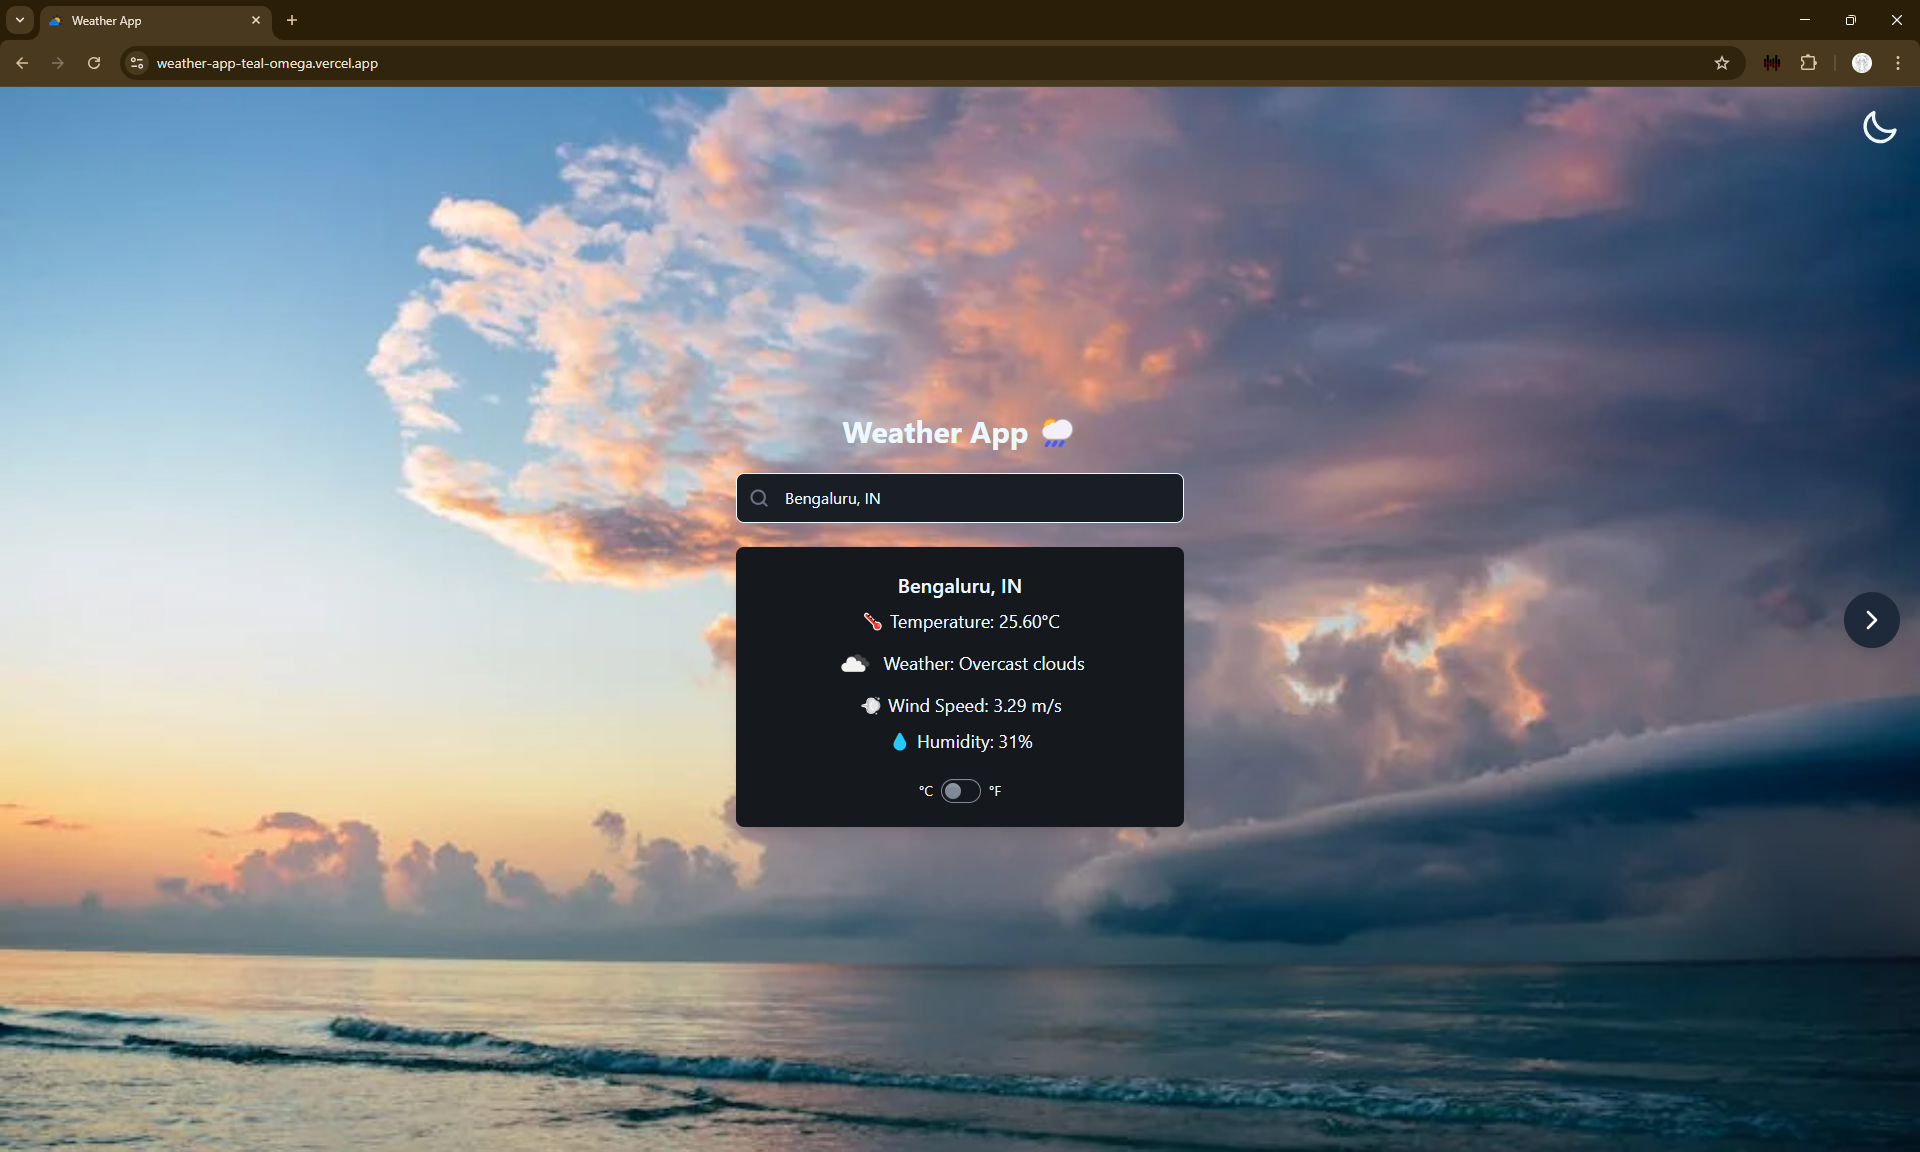 Weather App
weather-app-teal-omega.vercel.app
Weather App
Bengaluru, IN
Bengaluru, IN
Temperature: 25.60°C
Weather: Overcast clouds
Wind Speed: 3.29 m/s
Humidity: 31%
°C °F